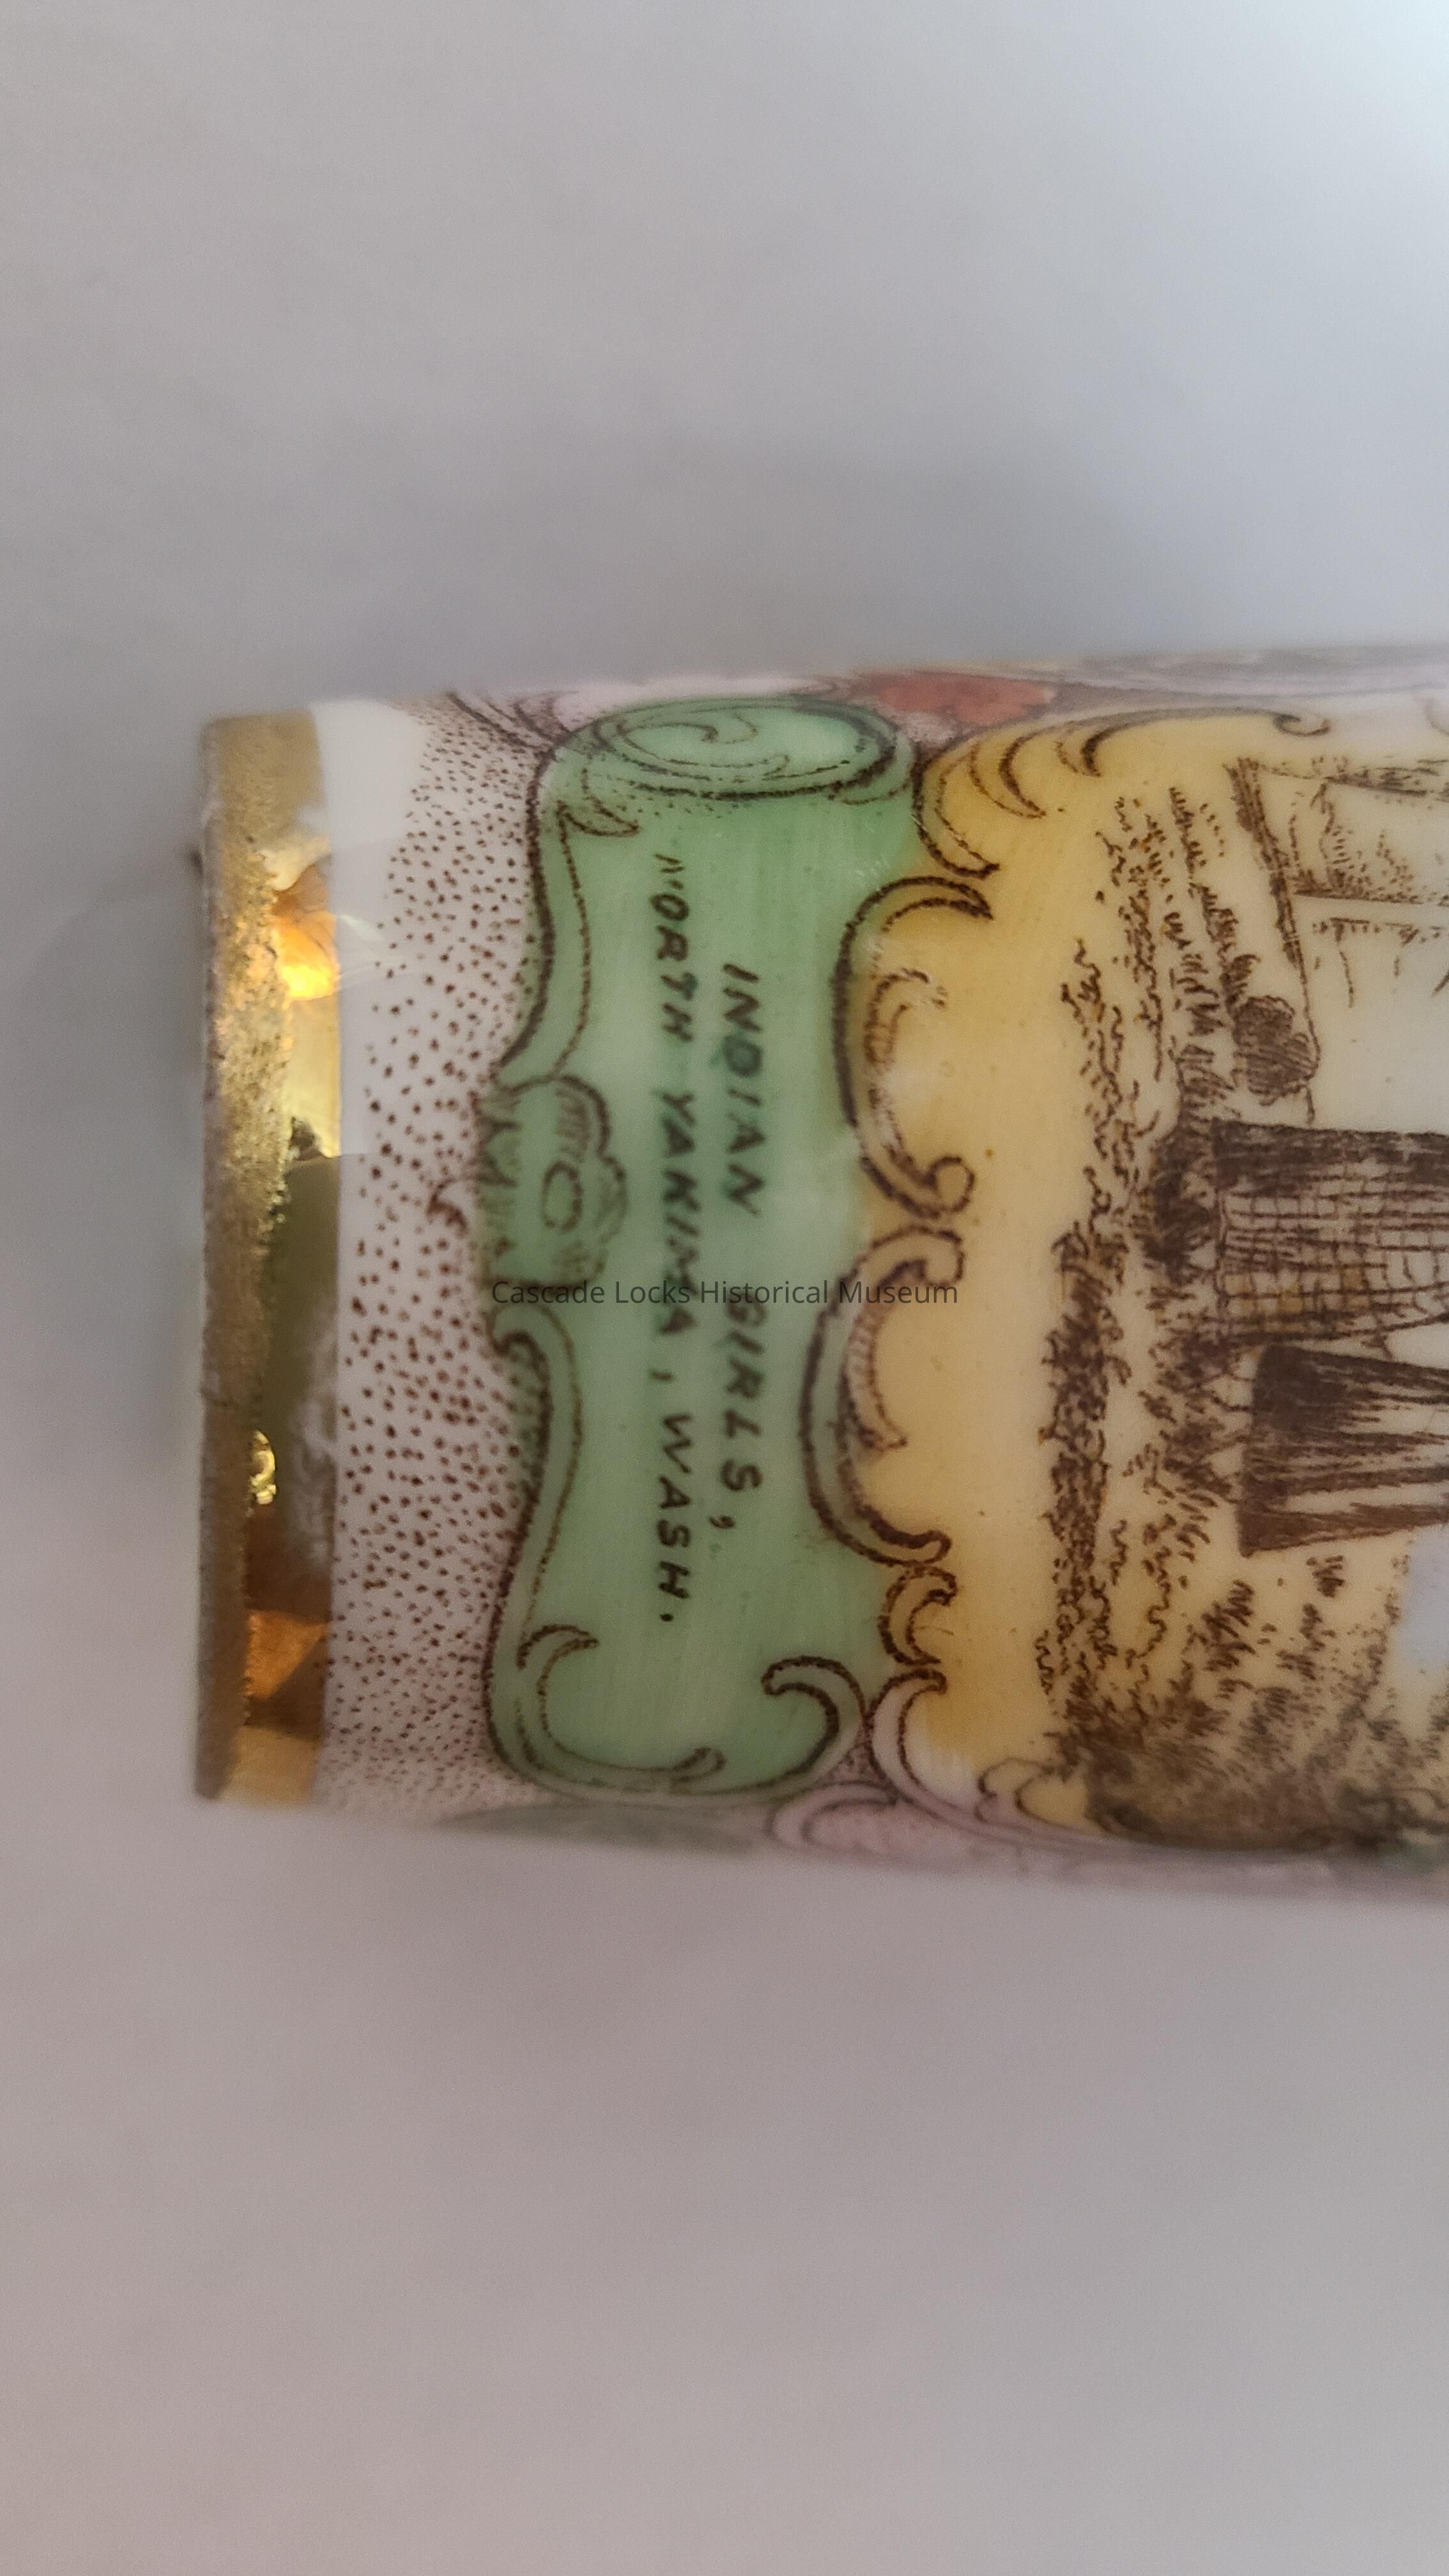 INDIAN GIRLS,
NORTH YAKIMA, WASH.
Cascade Locks Historical Museum